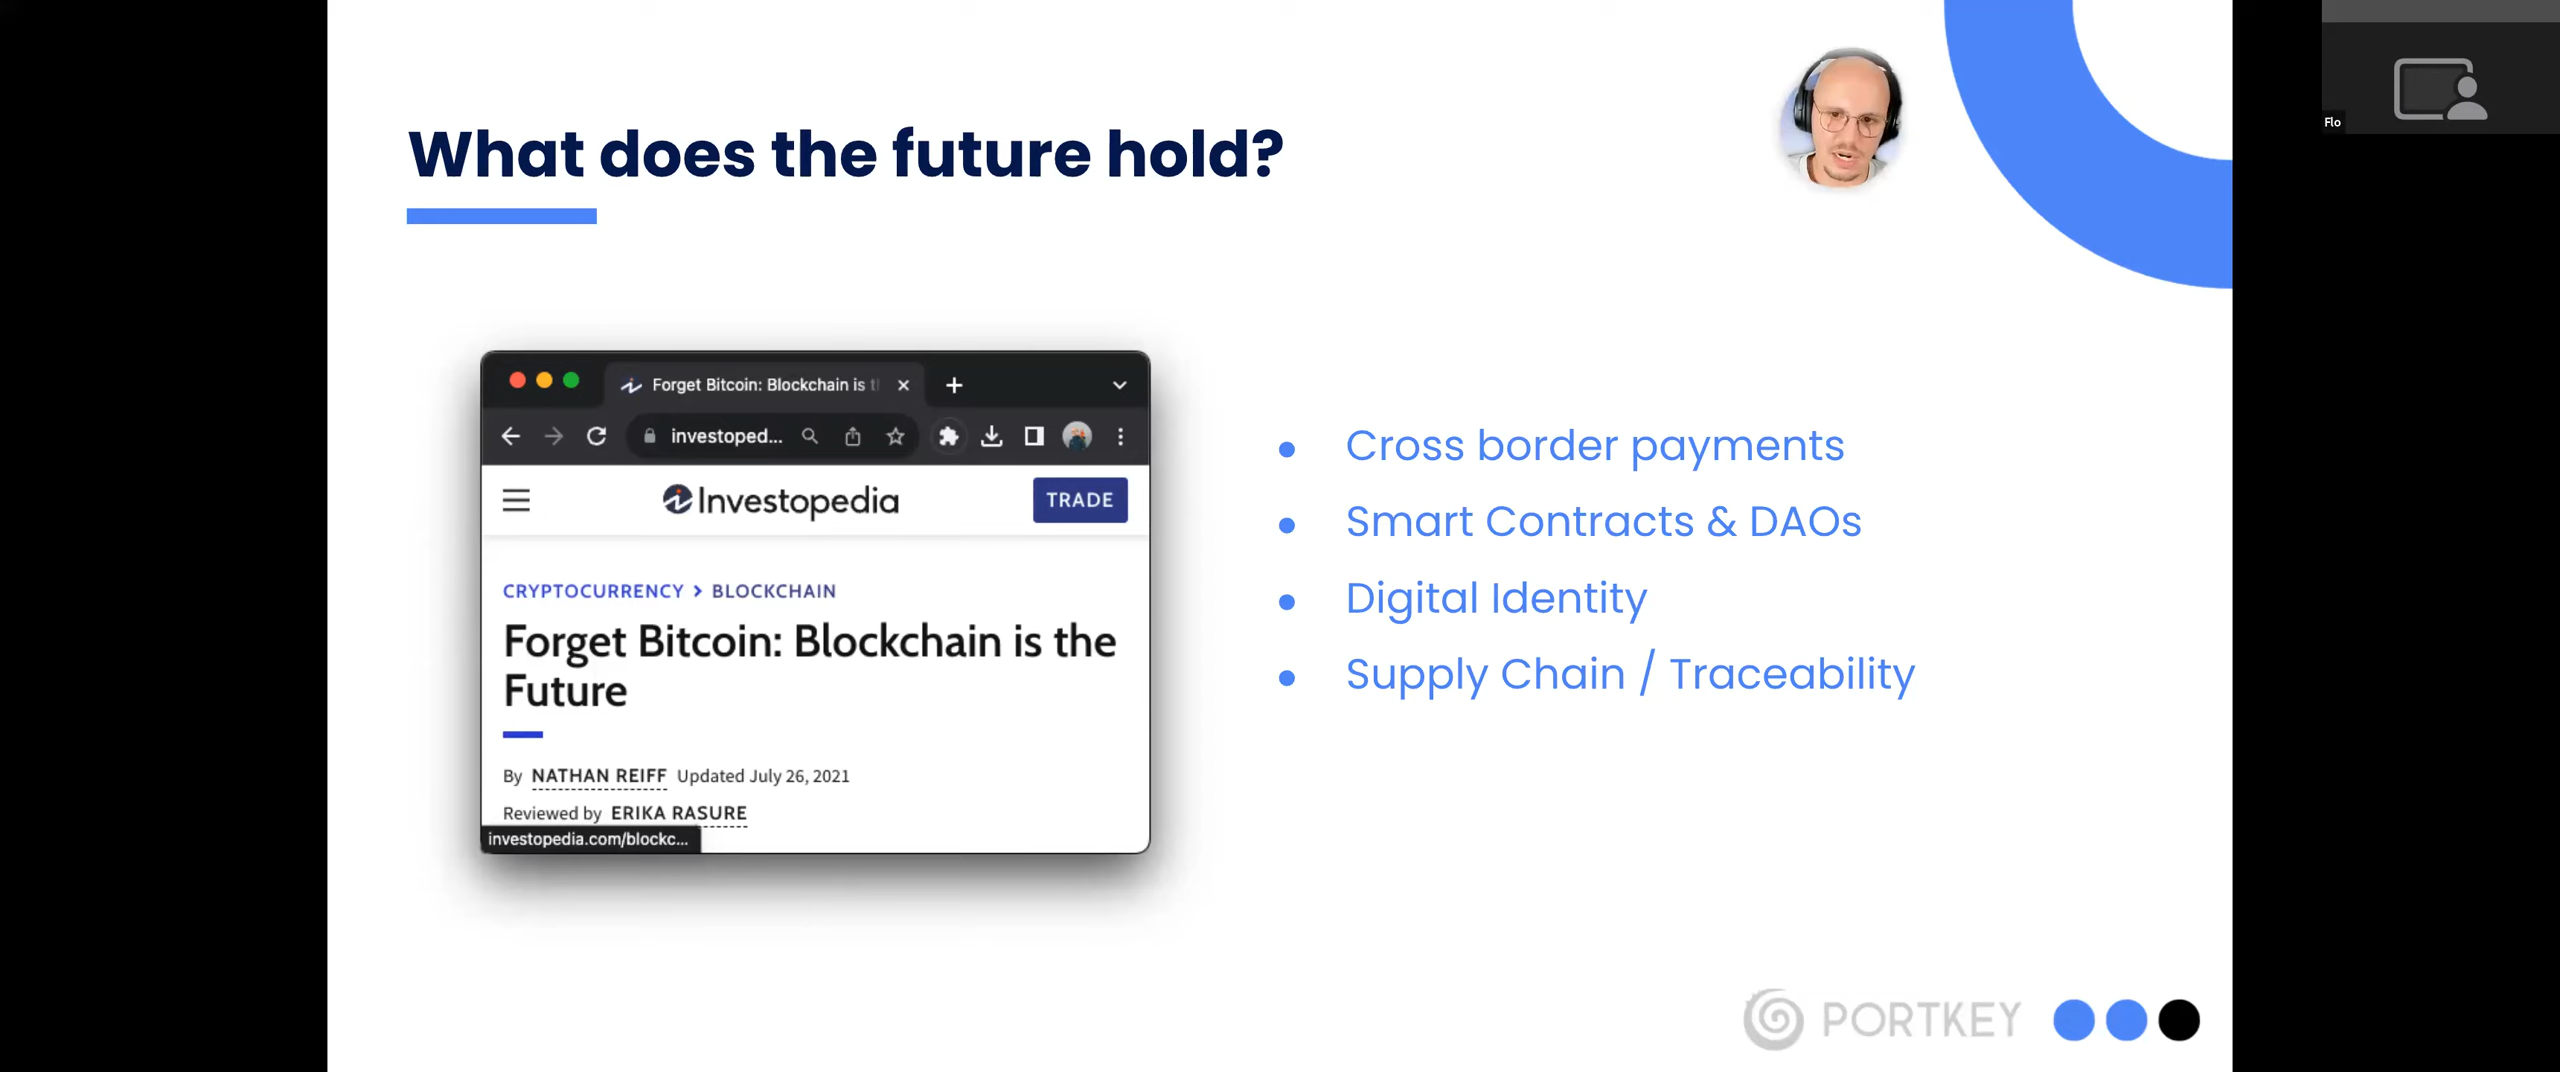 What does the future hold?
Flo
Forget Bitcoin: Blockchain is t
investoped...
Investopedia
TRADE
CRYPTOCURRENCY > BLOCKCHAIN
Forget Bitcoin: Blockchain is the
Future
By NATHAN REIFF Updated July 26, 2021
Reviewed by ERIKA RASURE
investopedia.com/blockc...
• Cross border payments
• Smart Contracts & DAOs
• Digital Identity
• Supply Chain / Traceability
PORTKEY